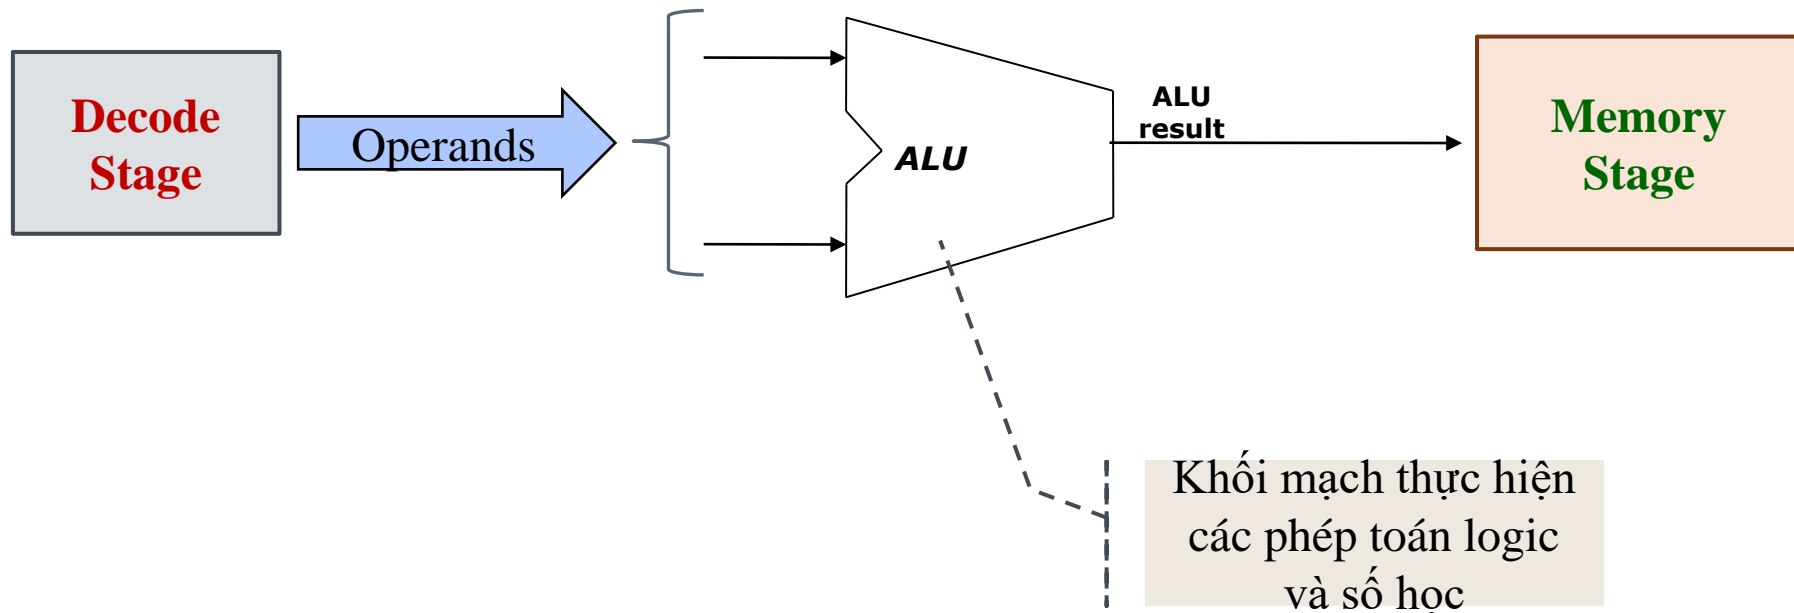 Decode
Stage
Operands
ALU
ALU
result
Memory
Stage
Khối mạch thực hiện
các phép toán logic
và số học